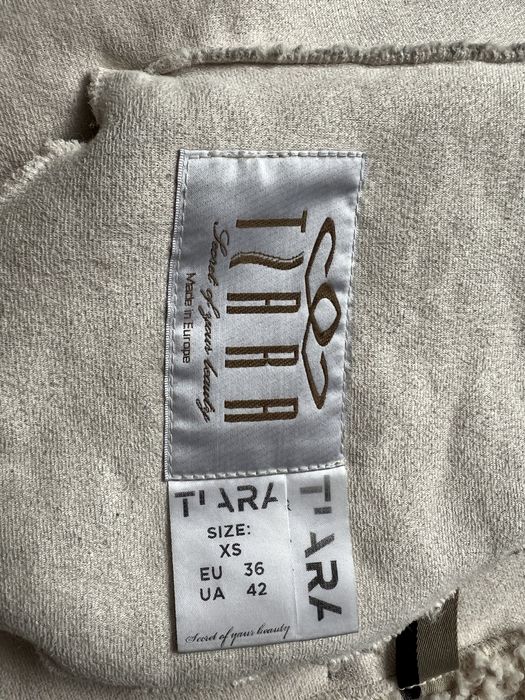 TIARA
Secret of your beauty
Made in Europe
TIARA
SIZE:
XS
EU 36
UA 42
Secret of your beauty
TIARA